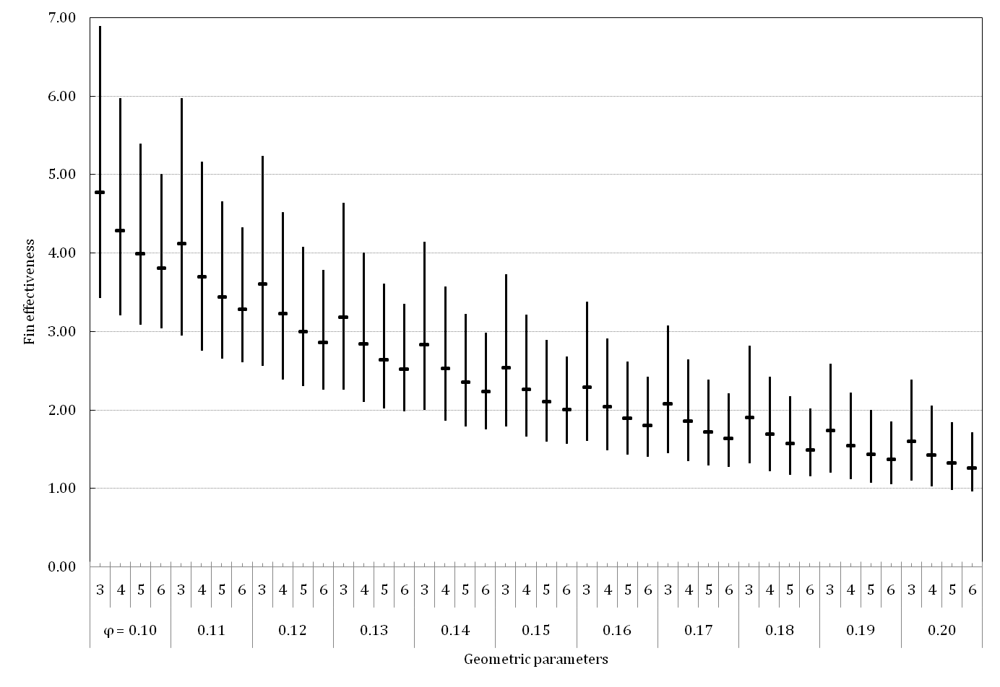 7.00
6.00
5.00
4.00
3.00
2.00
1.00
0.00
Fin effectiveness
3 4 5 6 3 4 5 6 3 4 5 6 3 4 5 6 3 4 5 6 3 4 5 6 3 4 5 6 3 4 5 6 3 4 5 6 3 4 5 6 3 4 5 6
φ = 0.10 0.11 0.12 0.13 0.14 0.15 0.16 0.17 0.18 0.19 0.20
Geometric parameters